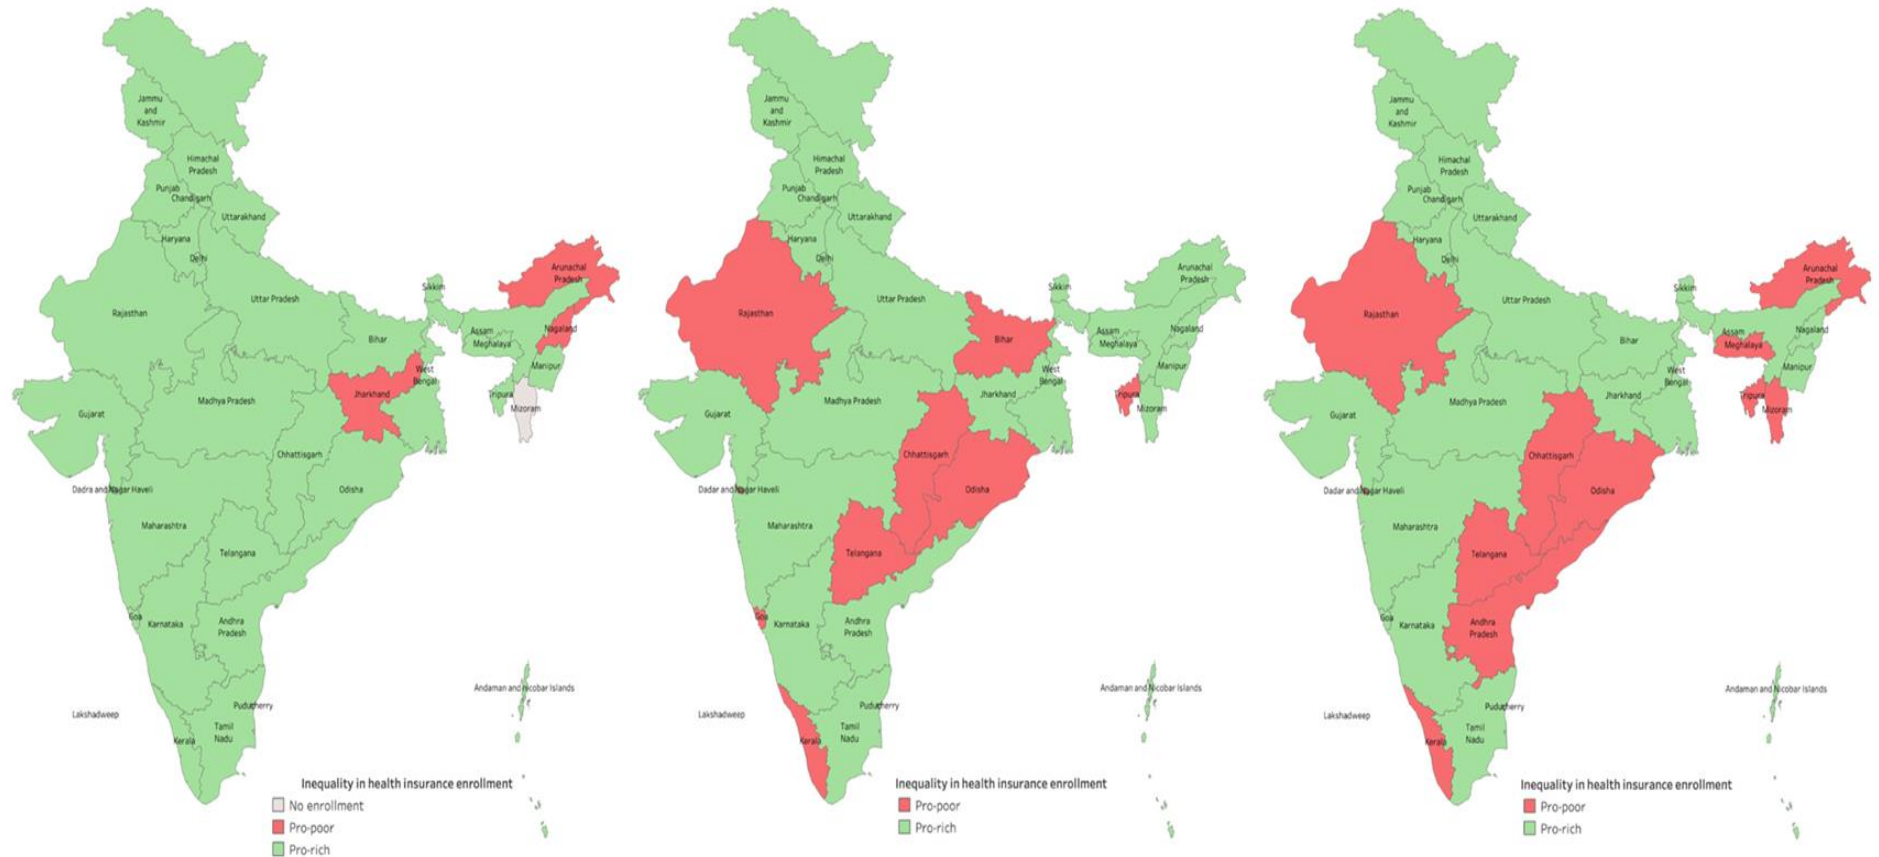 Jammu
and
Kashmir
Himachal
Pradesh
Punjab
Chandigarh
Uttarakhand
Haryana
Delhi
Rajasthan
Uttar Pradesh
Sikkim
Arunachal
Pradesh
Assam
Nagaland
Meghalaya
Bihar
Manipur
West
Bengal
Jharkhand
Tripura
Mizoram
Gujarat
Madhya Pradesh
Chhattisgarh
Dadra and Nagar Haveli
Odisha
Maharashtra
Telangana
Goa
Karnataka
Andhra
Pradesh
Andaman and Nicobar Islands
Lakshadweep
Puducherry
Kerala
Tamil
Nadu
Inequality in health insurance enrollment
No enrollment
Pro-poor
Pro-rich
Jammu
and
Kashmir
Himachal
Pradesh
Punjab
Chandigarh
Uttarakhand
Haryana
Delhi
Rajasthan
Uttar Pradesh
Sikkim
Arunachal
Pradesh
Assam
Nagaland
Meghalaya
Bihar
Manipur
West
Bengal
Jharkhand
Tripura
Mizoram
Gujarat
Madhya Pradesh
Chhattisgarh
Dadar and Nagar Haveli
Odisha
Maharashtra
Telangana
Goa
Karnataka
Andhra
Pradesh
Andaman and Nicobar Islands
Lakshadweep
Puducherry
Kerala
Tamil
Nadu
Inequality in health insurance enrollment
Pro-poor
Pro-rich
Jammu
and
Kashmir
Himachal
Pradesh
Punjab
Chandigarh
Uttarakhand
Haryana
Delhi
Rajasthan
Uttar Pradesh
Sikkim
Arunachal
Pradesh
Assam
Nagaland
Meghalaya
Bihar
Manipur
West
Bengal
Jharkhand
Tripura
Mizoram
Gujarat
Madhya Pradesh
Chhattisgarh
Dadar and Nagar Haveli
Odisha
Maharashtra
Telangana
Goa
Karnataka
Andhra
Pradesh
Andaman and Nicobar Islands
Lakshadweep
Puducherry
Kerala
Tamil
Nadu
Inequality in health insurance enrollment
Pro-poor
Pro-rich